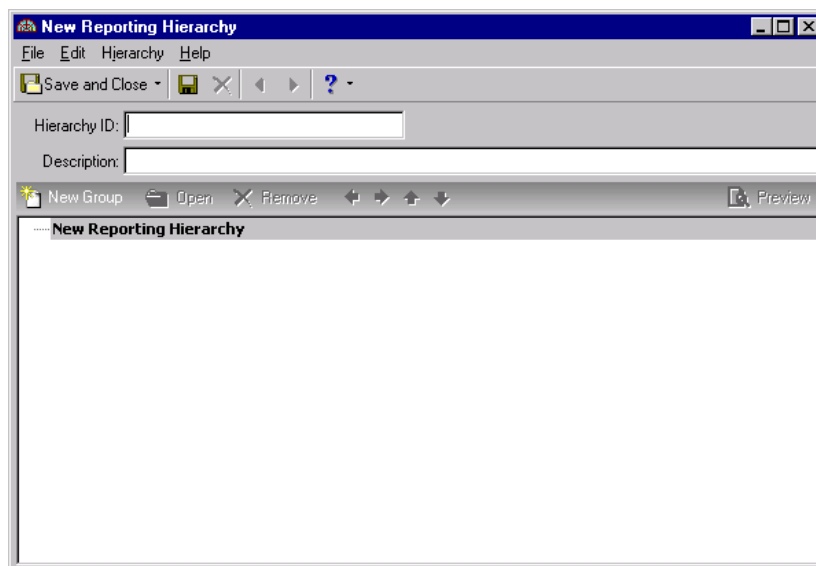 New Reporting Hierarchy
File Edit Hierarchy Help
Save and Close ?
Hierarchy ID:
Description:
New Group Open Remove Preview
New Reporting Hierarchy